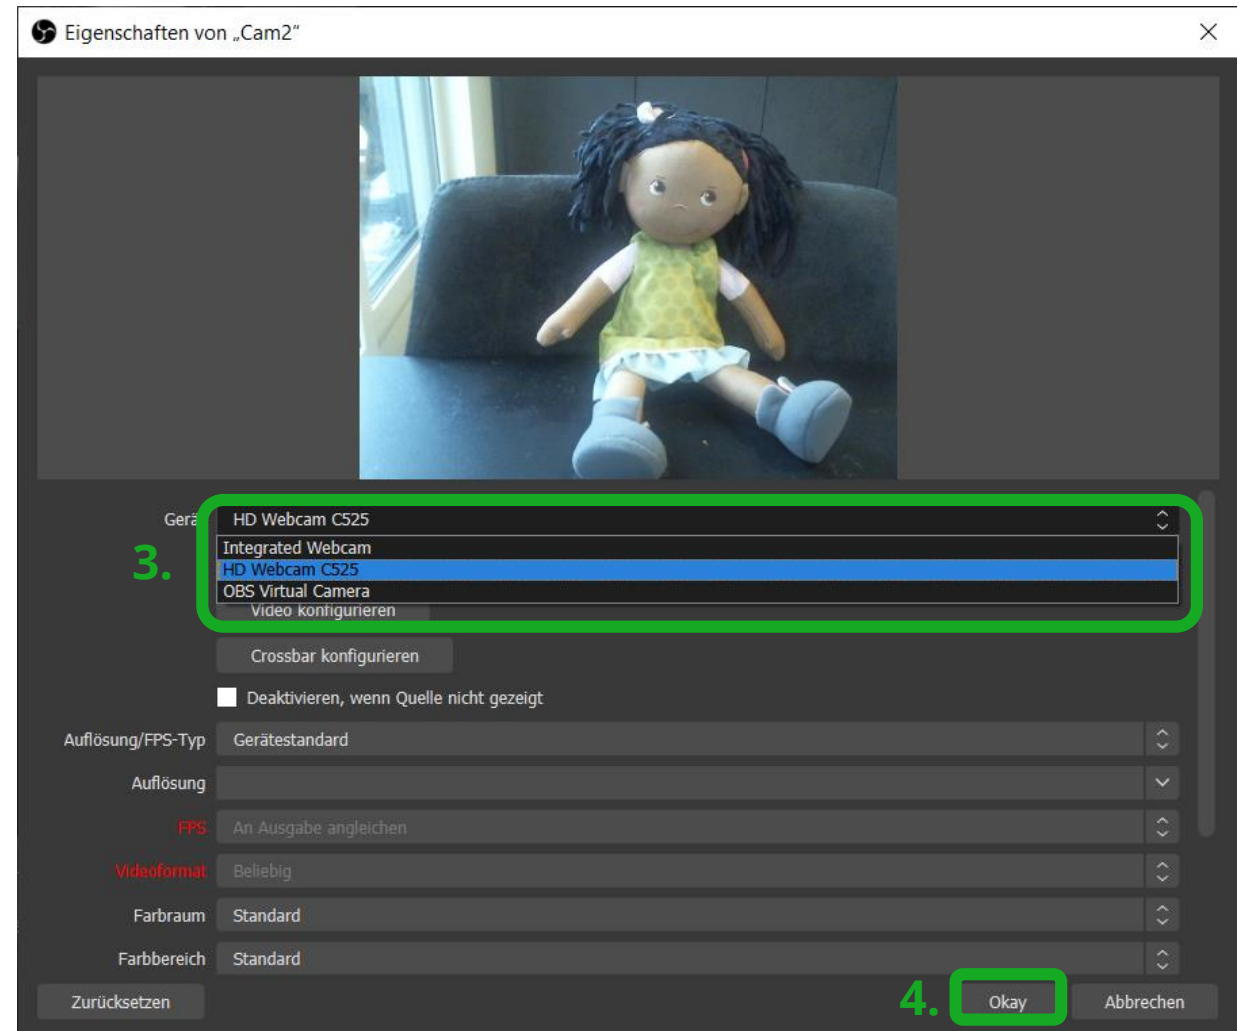 Eigenschaften von „Cam2“
Gerä HD Webcam C525
3.
Integrated Webcam
HD Webcam C525
OBS Virtual Camera
Video konfigurieren
Crossbar konfigurieren
Deaktivieren, wenn Quelle nicht gezeigt
Auflösung/FPS-Typ Gerätestandard
Auflösung
FPS An Ausgabe angleichen
Videoformat Beliebig
Farbraum Standard
Farbbereich Standard
Zurücksetzen 4. Okay Abbrechen